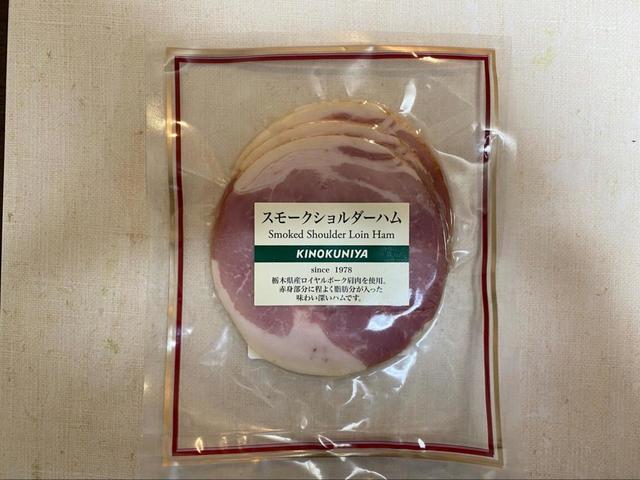 スモークショルダーハム
Smoked Shoulder Loin Ham
KINOKUNIYA
since 1978
栃木県産ロイヤルポーク肩肉を使用。
赤身部分に程よく脂肪分が入った
味わい深いハムです。